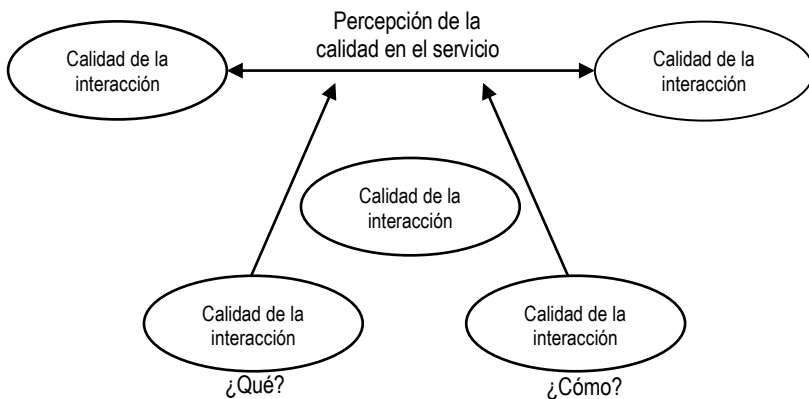 Percepción de la
calidad en el servicio
Calidad de la
interacción
Calidad de la
interacción
Calidad de la
interacción
Calidad de la
interacción
Calidad de la
interacción
¿Qué?
¿Cómo?